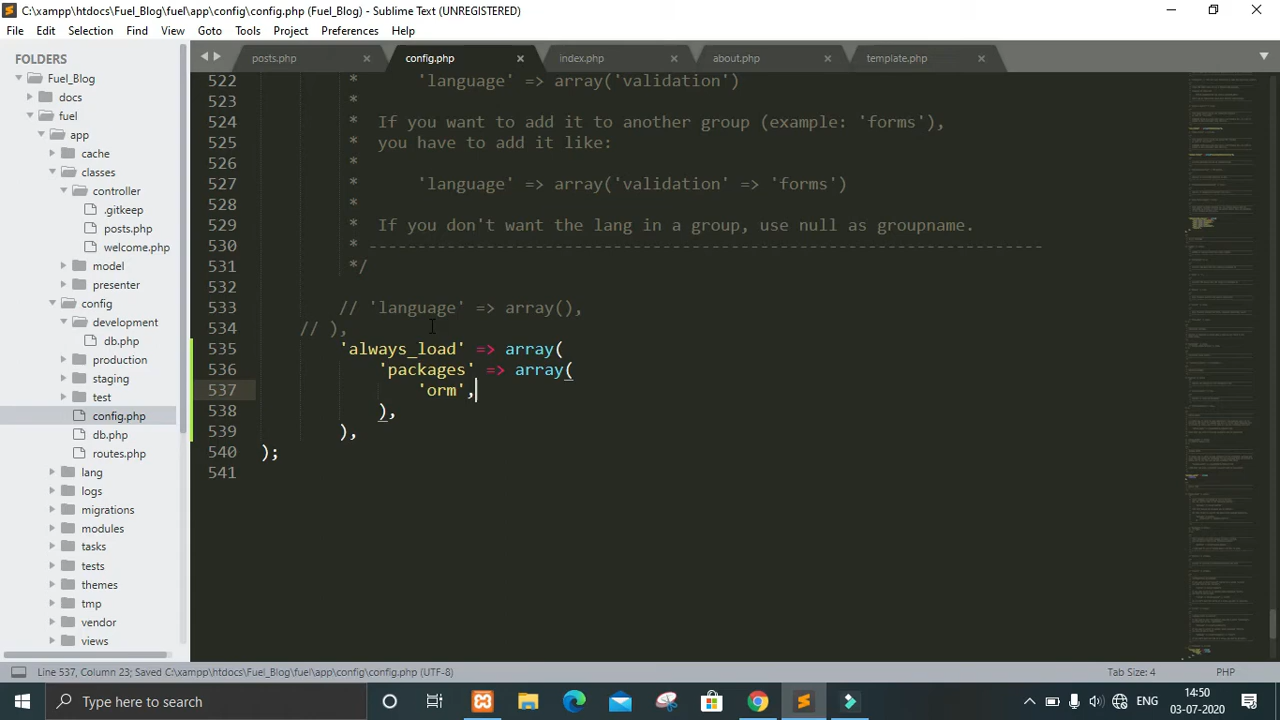 C:\xampp\htdocs\Fuel_Blog\fuel\app\config\config.php (Fuel_Blog) - Sublime Text (UNREGISTERED)
File Edit Selection Find View Goto Tools Project Preferences Help
FOLDERS
Fuel_Blog
docs
fuel
app
cache
classes
controller
.gitkeep
posts.php
welcome.php
model
presenter
config
development
db.php
production
staging
test
config.php
db.php
routes.php
lang
logs
migrations
modules
tasks
tests
themes
tmp
vendor
views
posts.php config.php index.php about.php template.php
522 * 'language' => array('validation')
523 *
524 * If you want to add it to another group (example: 'forms'),
525 * you have to add it like:
526 *
527 * 'language => array('validation' => 'forms')
528 *
529 * If you don't want the lang in a group, use null as groupname.
530 * --------------------------------------------------------------------
531 */
532
533 // 'language' => array(),
534 // ),
535 'always_load' => array(
536 'packages' => array(
537 'orm',
538 ),
539 ),
540 );
541
Line 537, Column 23; Saved C:\xampp\htdocs\Fuel_Blog\fuel\app\config\config.php (UTF-8) Tab Size: 4 PHP
Type here to search
ENG
14:50
03-07-2020